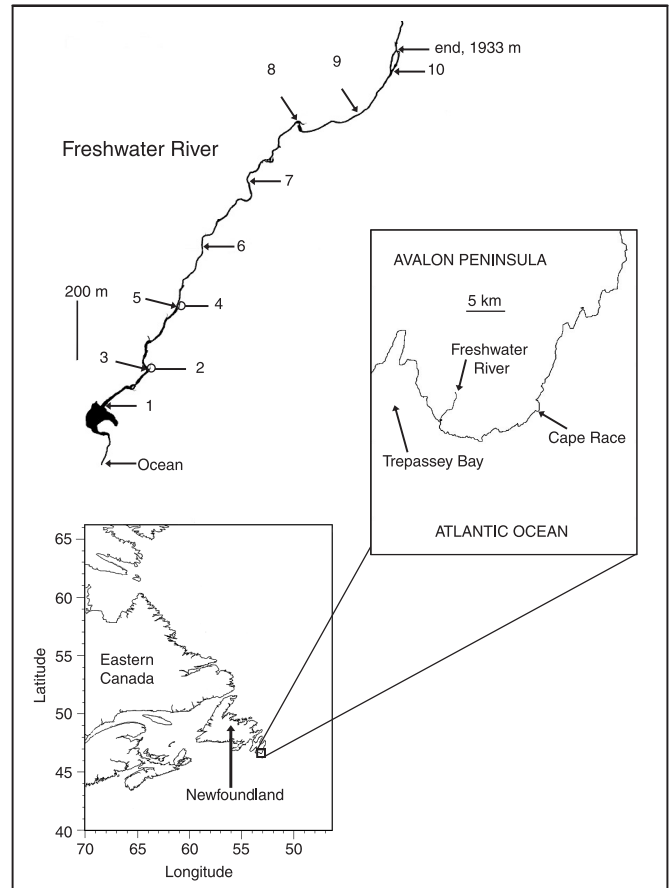 end, 1933 m
10
9
8
Freshwater River
7
6
200 m
5
4
3
2
1
Ocean
AVALON PENINSULA
5 km
Freshwater
River
Cape Race
Trepassey Bay
ATLANTIC OCEAN
65
60
55
50
45
40
Latitude
Eastern
Canada
Newfoundland
70
65
60
55
50
Longitude